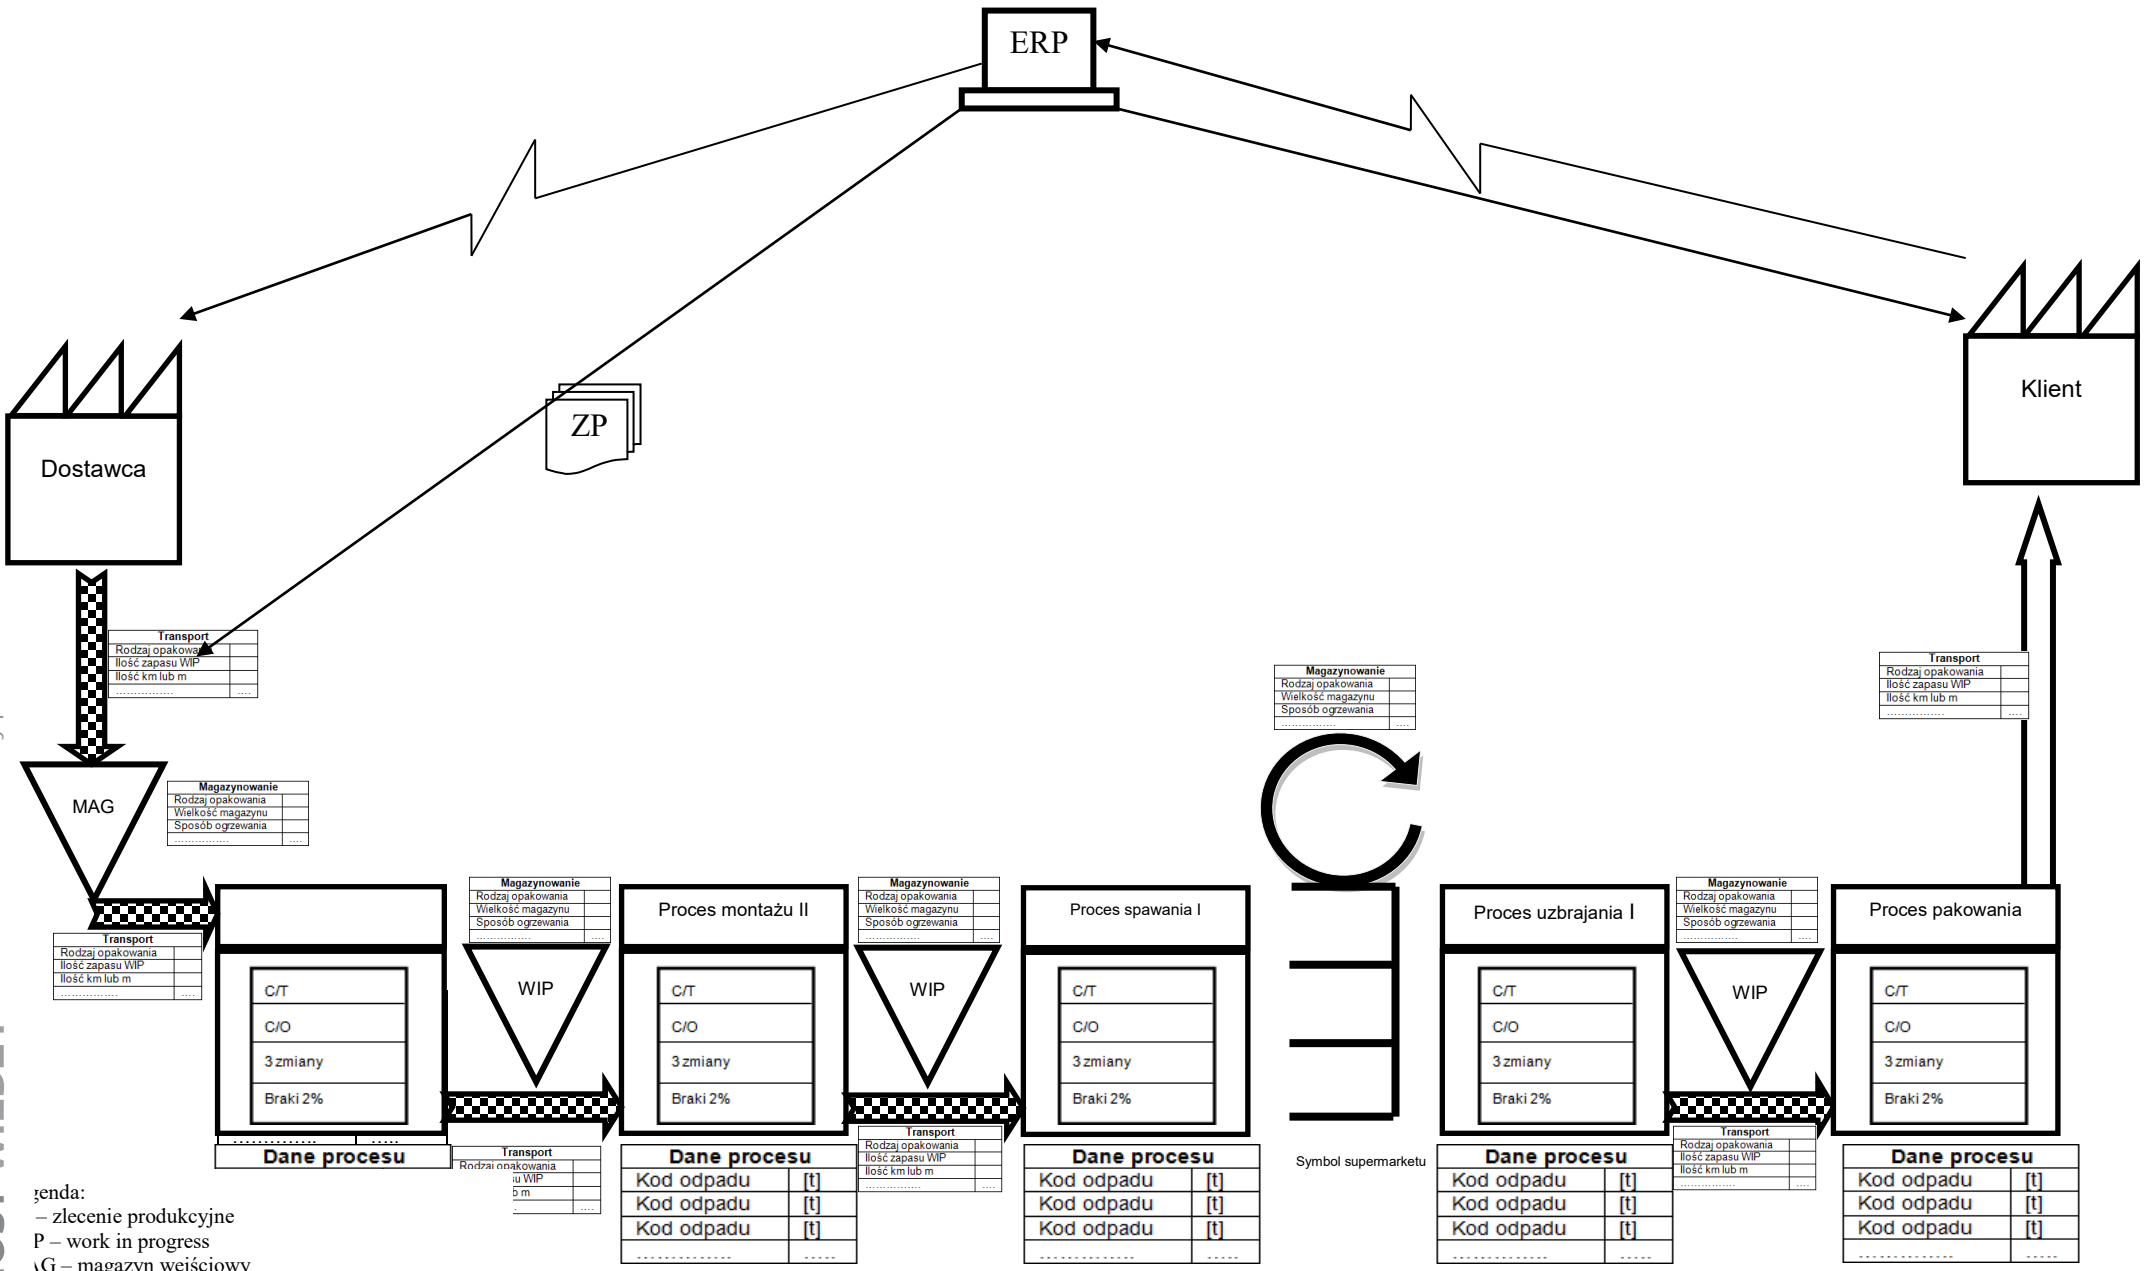 ERP
Klient
Dostawca
ZP
Transport
Rodzaj opakowa
Ilość zapasu WIP
Ilość km lub m
................ ....
Transport
Rodzaj opakowania
Ilość zapasu WIP
Ilość km lub m
................ ....
Magazynowanie
Rodzaj opakowania
Wielkość magazynu
Sposób ogrzewania
................ ....
MAG
Magazynowanie
Rodzaj opakowania
Wielkość magazynu
Sposób ogrzewania
................ ....
Transport
Rodzaj opakowania
Ilość zapasu WIP
Ilość km lub m
................ ....
C/T
C/O
3 zmiany
Braki 2%
.............. .....
Dane procesu
Magazynowanie
Rodzaj opakowania
Wielkość magazynu
Sposób ogrzewania
................ ....
WIP
Transport
Rodzaj opakowania
u WIP
b m
. ....
Proces montażu II
C/T
C/O
3 zmiany
Braki 2%
Dane procesu
Kod odpadu [t]
Kod odpadu [t]
Kod odpadu [t]
.............. .....
Magazynowanie
Rodzaj opakowania
Wielkość magazynu
Sposób ogrzewania
................ ....
WIP
Transport
Rodzaj opakowania
Ilość zapasu WIP
Ilość km lub m
................ ....
Proces spawania I
C/T
C/O
3 zmiany
Braki 2%
Dane procesu
Kod odpadu [t]
Kod odpadu [t]
Kod odpadu [t]
.............. .....
Symbol supermarketu
Proces uzbrajania I
C/T
C/O
3 zmiany
Braki 2%
Dane procesu
Kod odpadu [t]
Kod odpadu [t]
Kod odpadu [t]
.............. .....
Magazynowanie
Rodzaj opakowania
Wielkość magazynu
Sposób ogrzewania
................ ....
WIP
Transport
Rodzaj opakowania
Ilość zapasu WIP
Ilość km lub m
................ ....
Proces pakowania
C/T
C/O
3 zmiany
Braki 2%
Dane procesu
Kod odpadu [t]
Kod odpadu [t]
Kod odpadu [t]
.............. .....
genda:
– zlecenie produkcyjne
P – work in progress
AG – magazyn wejściowy